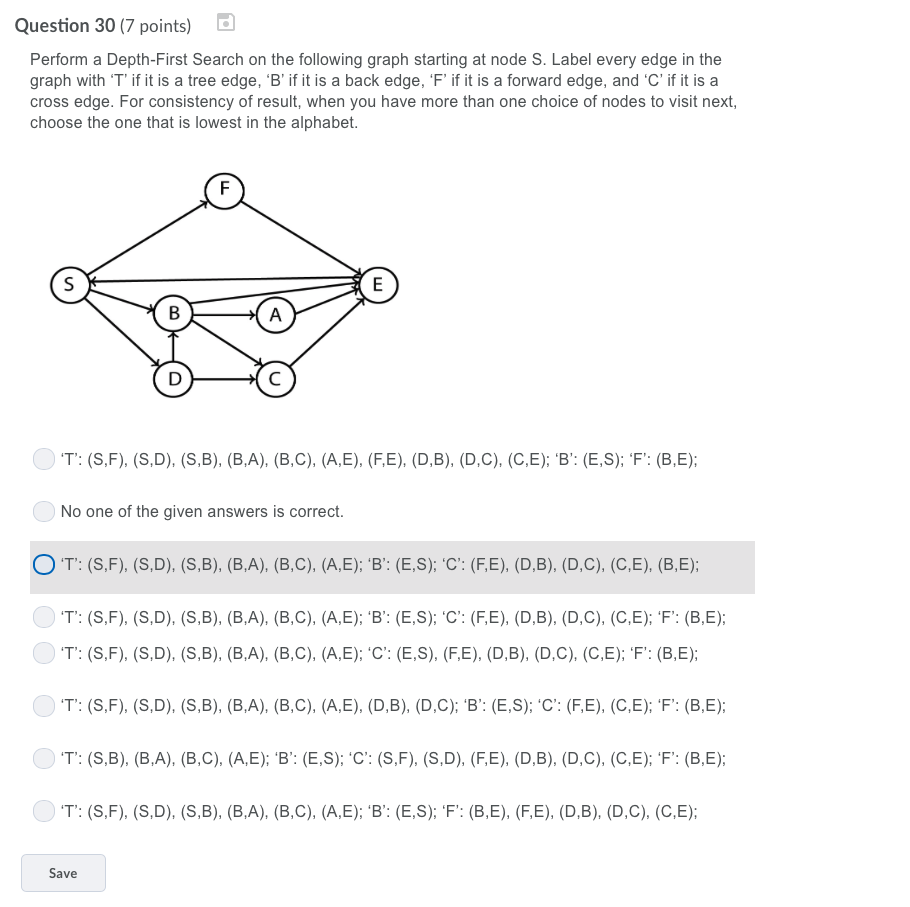 Question 30 (7 points)
Perform a Depth-First Search on the following graph starting at node S. Label every edge in the
graph with ‘T’ if it is a tree edge, ‘B’ if it is a back edge, ‘F’ if it is a forward edge, and ‘C’ if it is a
cross edge. For consistency of result, when you have more than one choice of nodes to visit next,
choose the one that is lowest in the alphabet.
F
S
E
B
A
D
C
‘T’: (S,F), (S,D), (S,B), (B,A), (B,C), (A,E), (F,E), (D,B), (D,C), (C,E); ‘B’: (E,S); ‘F’: (B,E);
No one of the given answers is correct.
‘T’: (S,F), (S,D), (S,B), (B,A), (B,C), (A,E); ‘B’: (E,S); ‘C’: (F,E), (D,B), (D,C), (C,E), (B,E);
‘T’: (S,F), (S,D), (S,B), (B,A), (B,C), (A,E); ‘B’: (E,S); ‘C’: (F,E), (D,B), (D,C), (C,E); ‘F’: (B,E);
‘T’: (S,F), (S,D), (S,B), (B,A), (B,C), (A,E); ‘C’: (E,S), (F,E), (D,B), (D,C), (C,E); ‘F’: (B,E);
‘T’: (S,F), (S,D), (S,B), (B,A), (B,C), (A,E), (D,B), (D,C); ‘B’: (E,S); ‘C’: (F,E), (C,E); ‘F’: (B,E);
‘T’: (S,B), (B,A), (B,C), (A,E); ‘B’: (E,S); ‘C’: (S,F), (S,D), (F,E), (D,B), (D,C), (C,E); ‘F’: (B,E);
‘T’: (S,F), (S,D), (S,B), (B,A), (B,C), (A,E); ‘B’: (E,S); ‘F’: (B,E), (F,E), (D,B), (D,C), (C,E);
Save